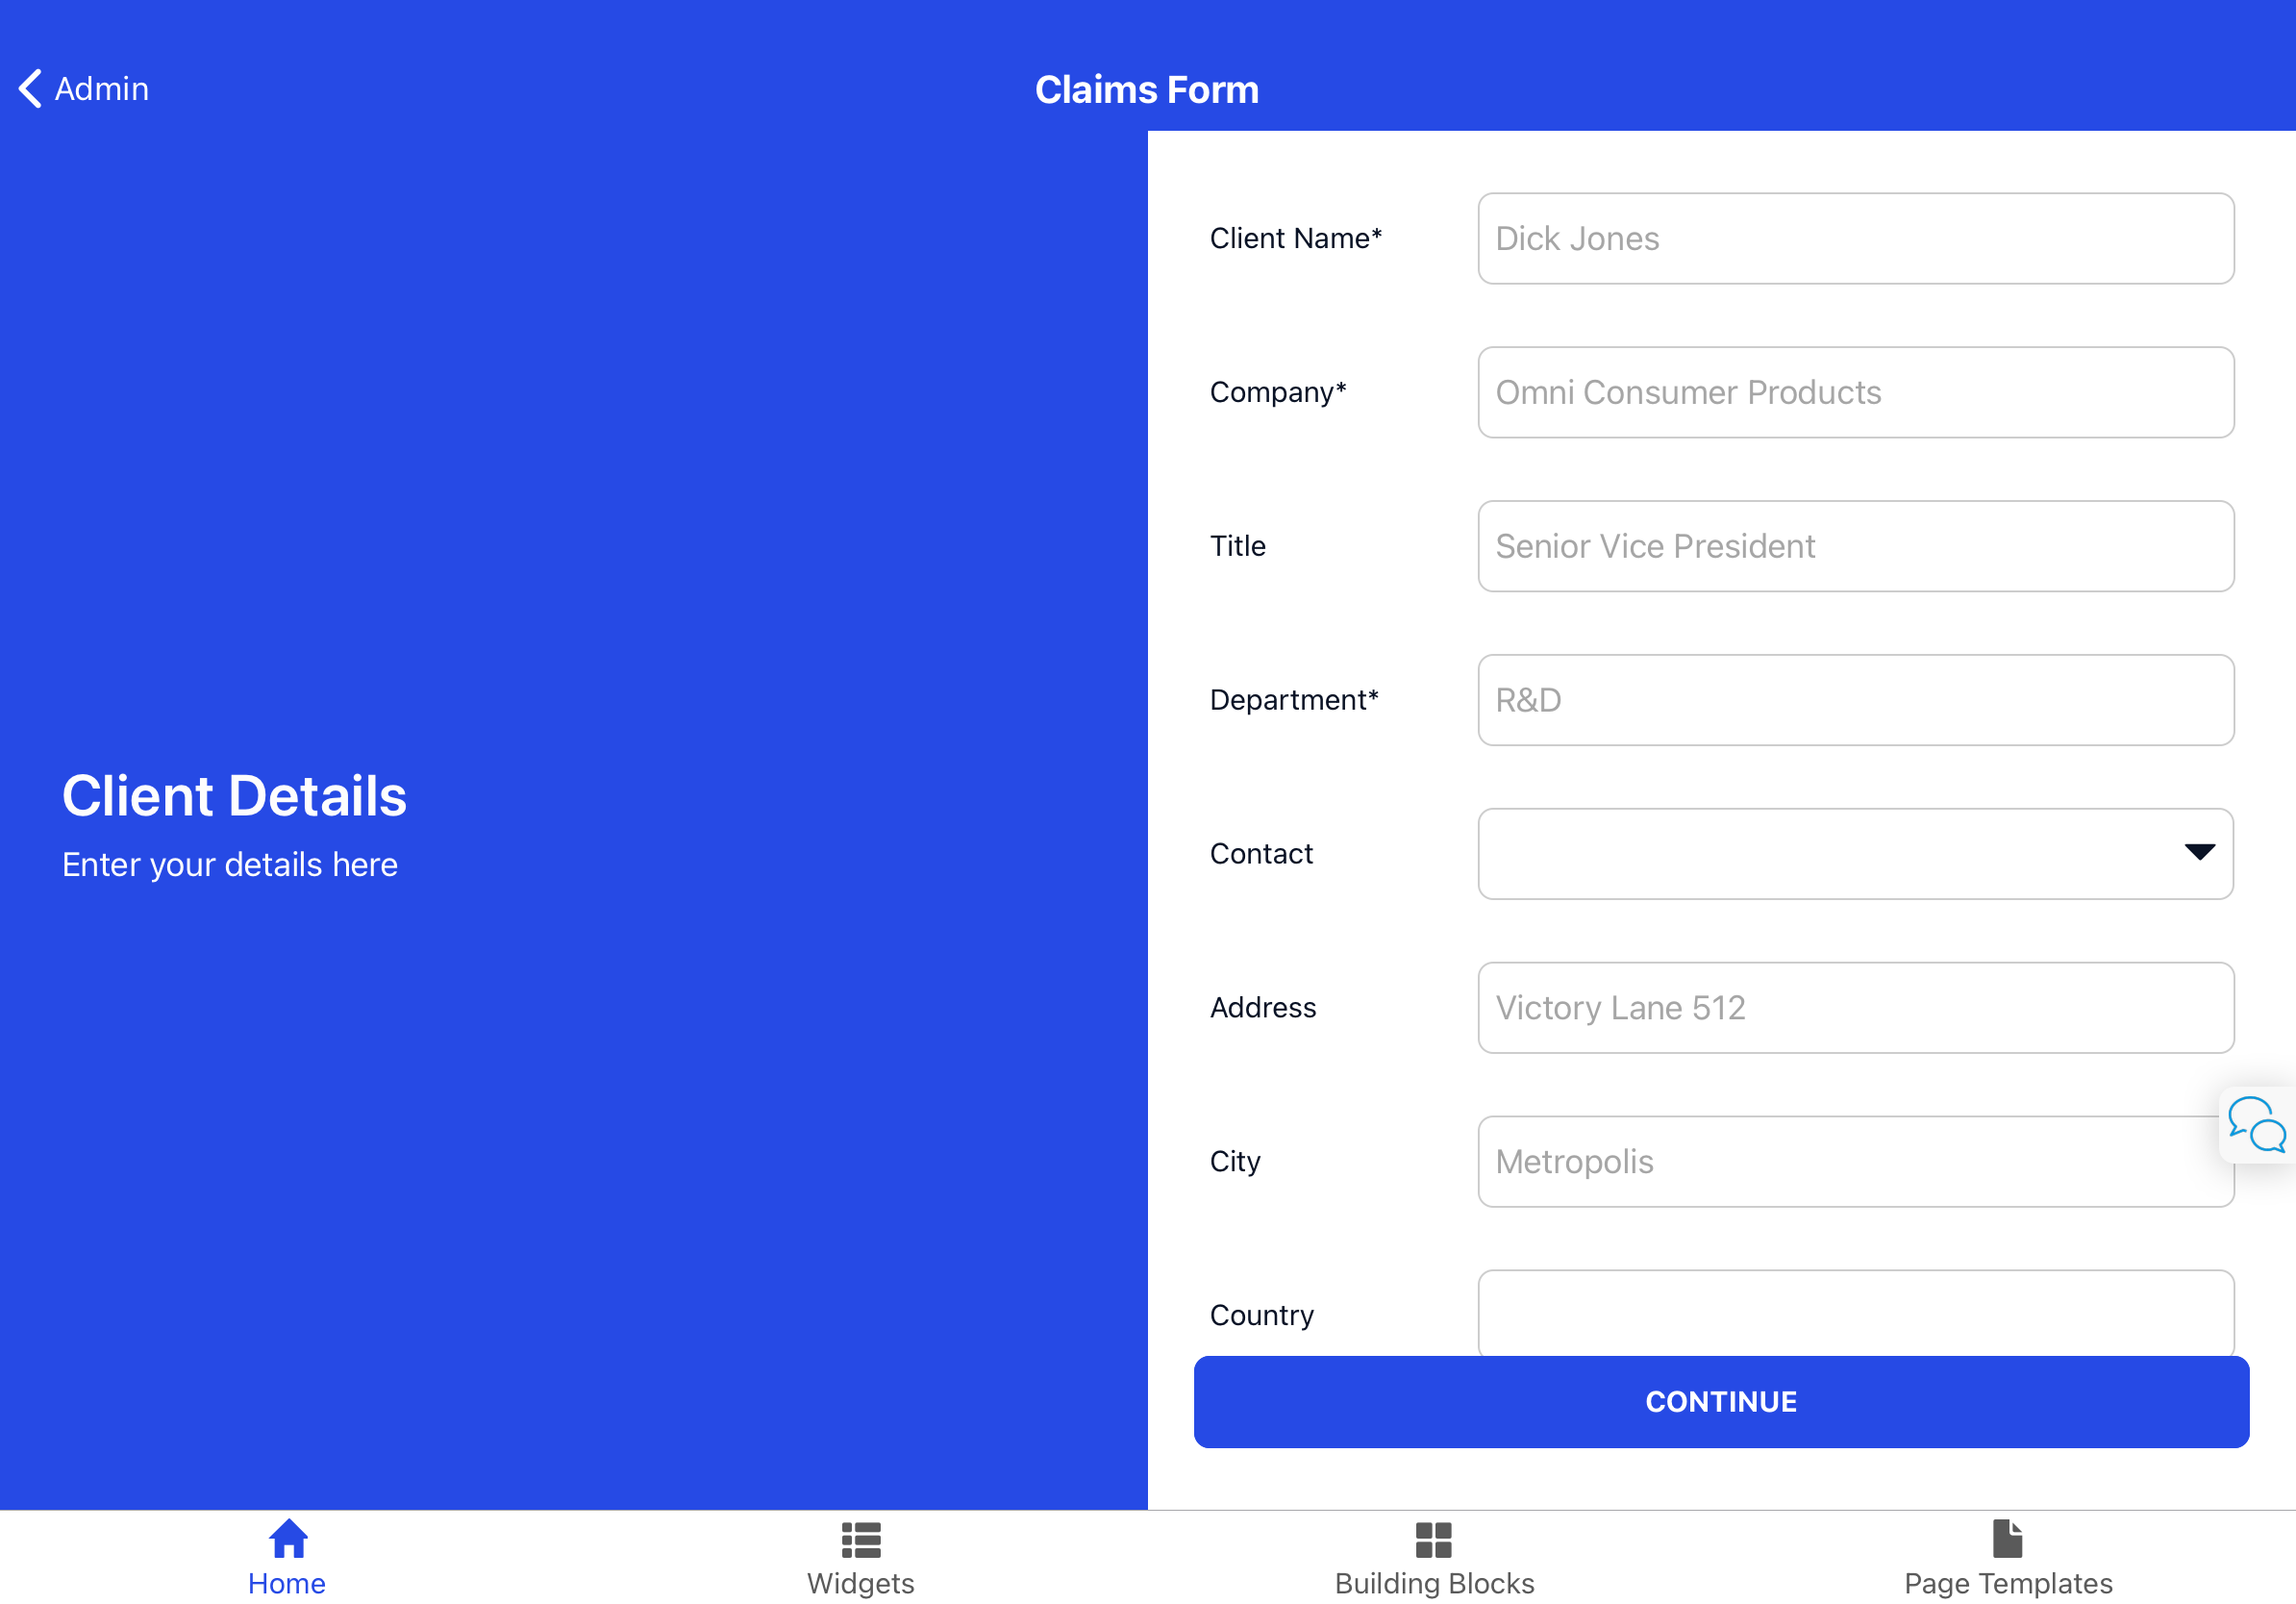 Admin
Claims Form
Client Details
Enter your details here
Client Name*
Dick Jones
Company*
Omni Consumer Products
Title
Senior Vice President
Department*
R&D
Contact
Address
Victory Lane 512
City
Metropolis
Country
CONTINUE
Home
Widgets
Building Blocks
Page Templates